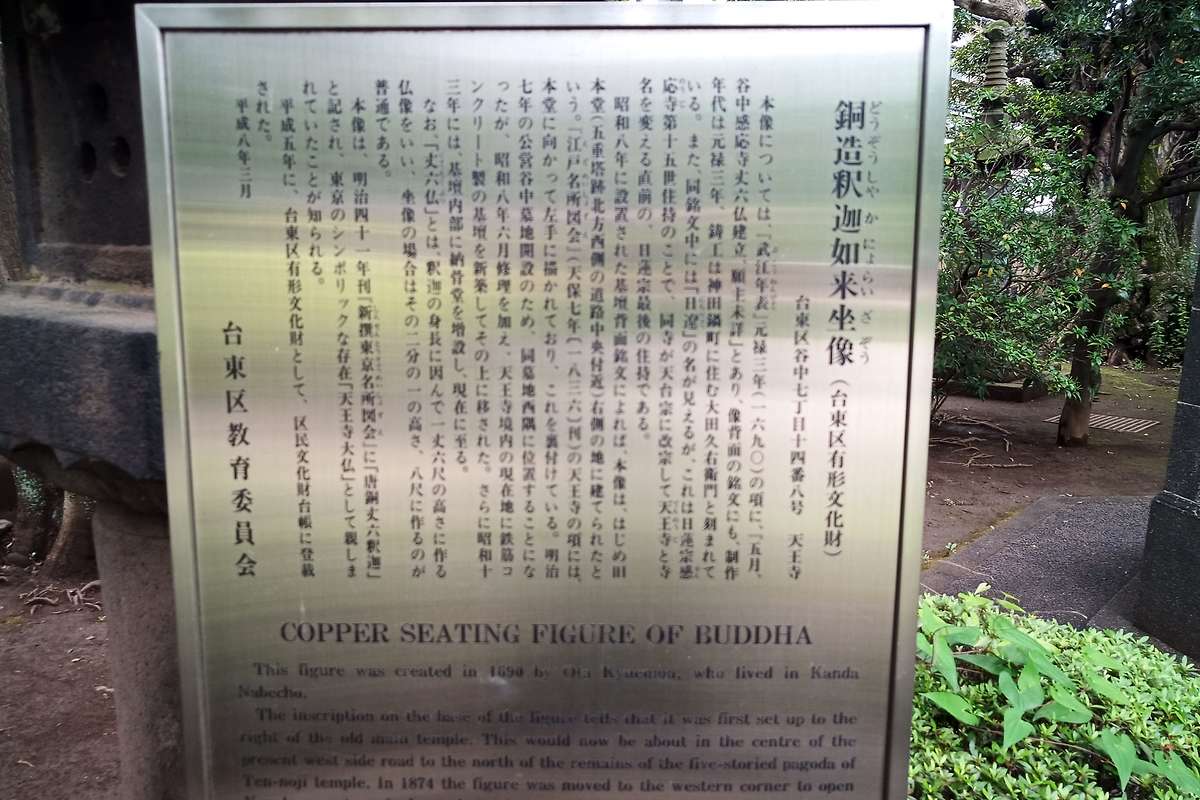 銅造釈迦如来坐像（台東区有形文化財）
どうぞうしゃかにょらいざぞう
台東区谷中七丁目十四番八号　天王寺
本像については、『武江年表』元禄三年（一六九〇）の項に、「五月、
谷中感応寺丈六仏建立、願主未詳」とあり、像背面の銘文にも、制作
年代は元禄三年、鋳工は神田鍋町に住む大田久右衛門と刻まれて
いる。また、同銘文中には「日遼」の名が見えるが、これは日蓮宗感
応寺第十五世住持のことで、同寺が天台宗に改宗して天王寺と寺
名を変える直前の、日蓮宗最後の住持である。
昭和八年に設置された基壇背面銘文によれば、本像は、はじめ旧
本堂（五重塔跡北方西側の道路中央付近）右側の地に建てられたと
いう。『江戸名所図会』（天保七年〔一八三六〕刊）の天王寺の項には、
本堂に向かって左手に描かれており、これを裏付けている。明治
七年の公営谷中墓地開設のため、同墓地西隅に位置することにな
ったが、昭和八年六月修理を加え、天王寺境内の現在地に鉄筋コ
ンクリート製の基壇を新築してその上に移された。さらに昭和十
三年には、基壇内部に納骨堂を増設し、現在に至る。
なお、「丈六仏」とは、釈迦の身長に因んで一丈六尺の高さに作る
仏像をいい、坐像の場合はその二分の一の高さ、八尺に作るのが
普通である。
本像は、明治四十一年刊『新撰東京名所図会』に「唐銅丈六釈迦」
と記され、東京のシンボリックな存在「天王寺大仏」として親しま
れていたことが知られる。
平成五年に、台東区有形文化財として、区民文化財台帳に登載
された。
平成八年三月
台東区教育委員会
COPPER SEATING FIGURE OF BUDDHA
This figure was created in 1690 by Ota Kyuemon, who lived in Kanda
Nabecho.
The inscription on the base of the figure tells that it was first set up to the
right of the old main temple. This would now be about in the centre of the
present west side road to the north of the remains of the five-storied pagoda of
Ten-noji temple. In 1874 the figure was moved to the western corner to open